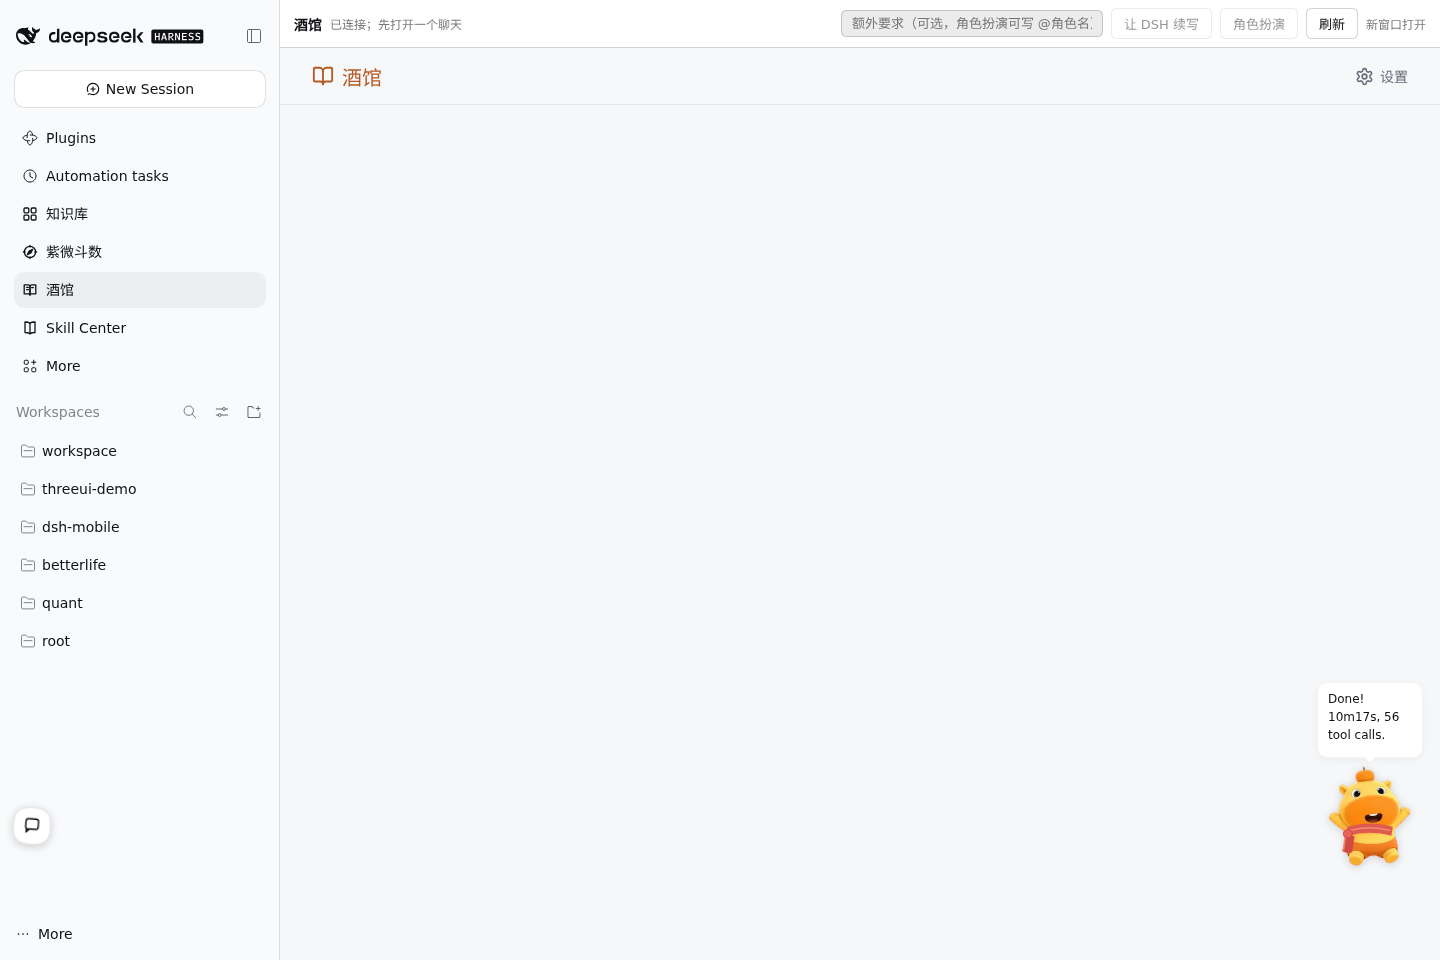 deepseek HARNESS
New Session
Plugins
Automation tasks
知识库
紫微斗数
酒馆
Skill Center
More
Workspaces
workspace
threeui-demo
dsh-mobile
betterlife
quant
root
More
酒馆 已连接；先打开一个聊天
额外要求（可选，角色扮演可写 @角色名
让 DSH 续写
角色扮演
刷新
新窗口打开
酒馆
设置
Done!
10m17s, 56
tool calls.